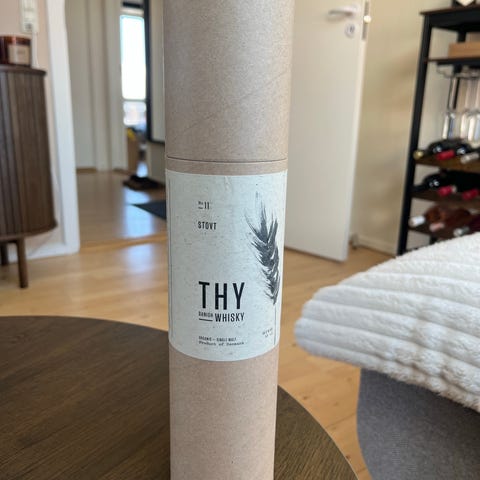 No 11
STOVT
THY
DANISH WHISKY
ORGANIC – SINGLE MALT
Product of Denmark